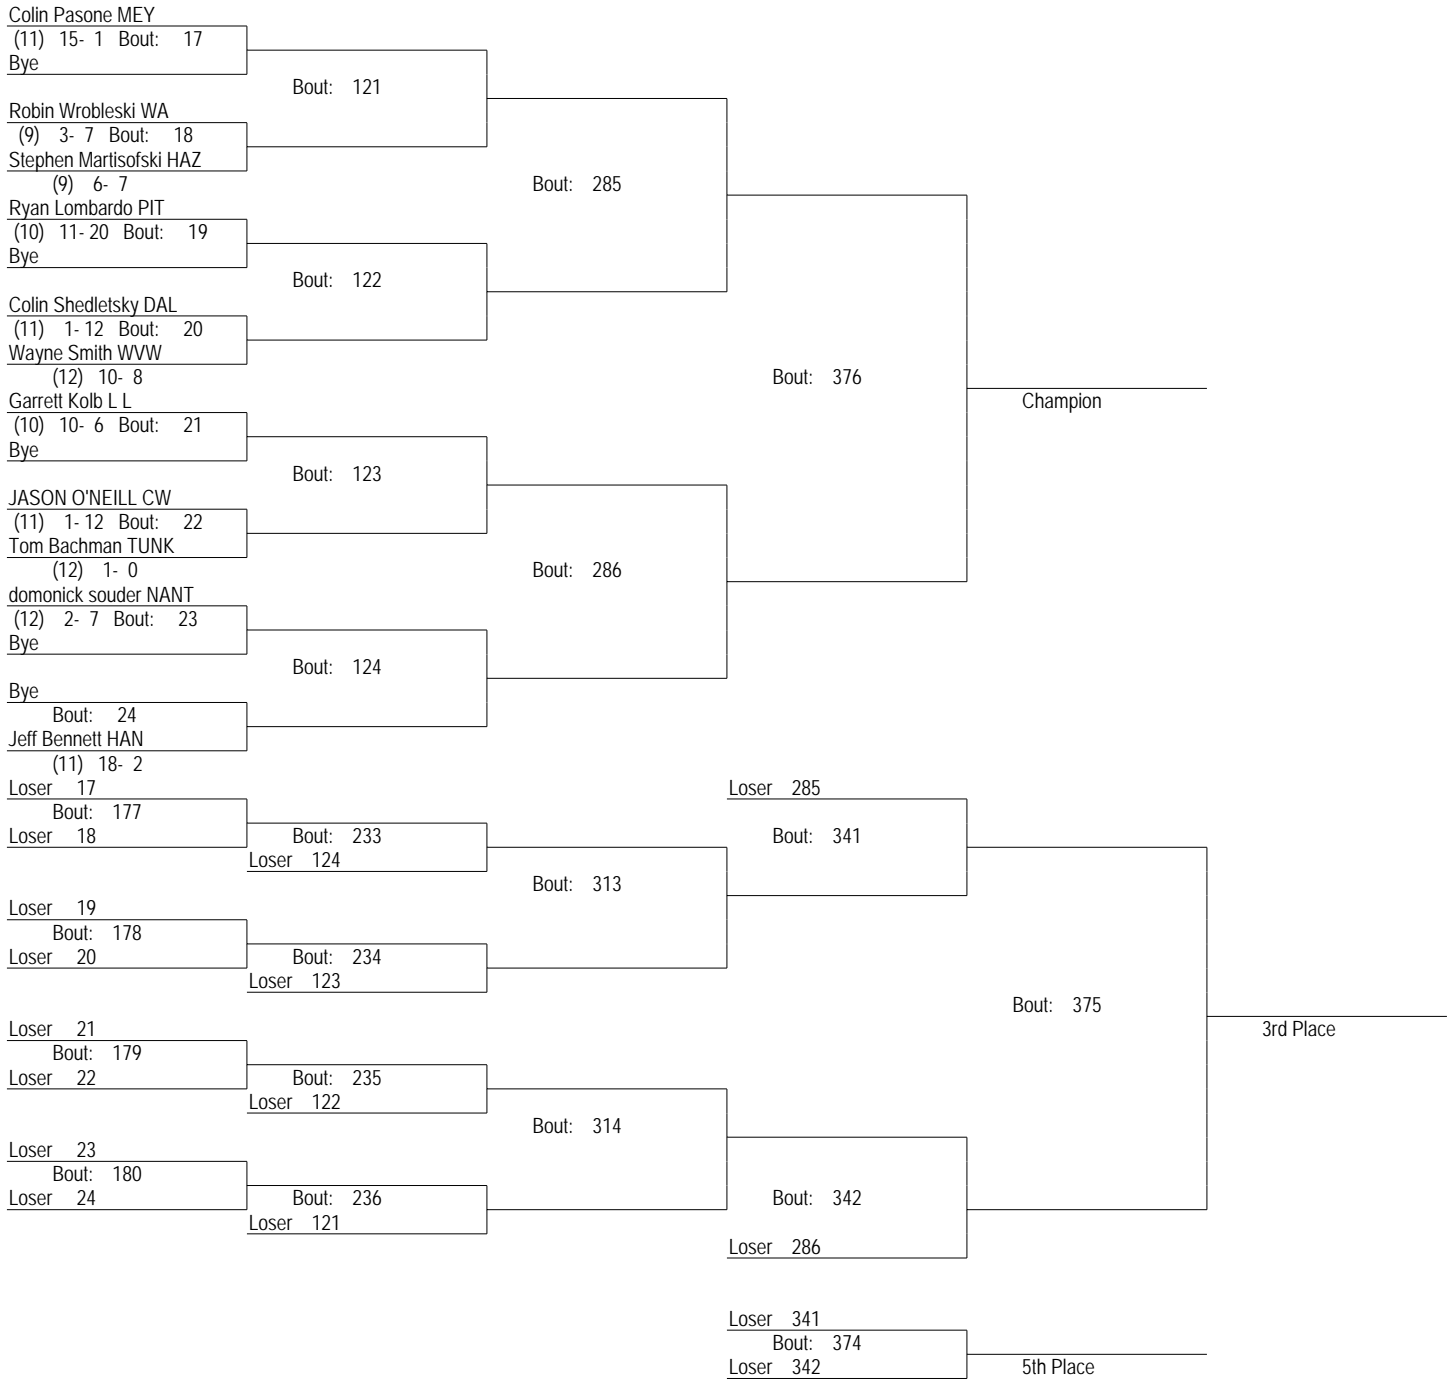 Colin Pasone MEY
(11) 15- 1 Bout: 17
Bye
Bout: 121
Robin Wrobleski WA
(9) 3- 7 Bout: 18
Stephen Martisofski HAZ
(9) 6- 7
Bout: 285
Ryan Lombardo PIT
(10) 11- 20 Bout: 19
Bye
Bout: 122
Colin Shedletsky DAL
(11) 1- 12 Bout: 20
Wayne Smith WVW
(12) 10- 8
Bout: 376
Champion
Garrett Kolb L L
(10) 10- 6 Bout: 21
Bye
Bout: 123
JASON O'NEILL CW
(11) 1- 12 Bout: 22
Tom Bachman TUNK
(12) 1- 0
Bout: 286
domonick souder NANT
(12) 2- 7 Bout: 23
Bye
Bout: 124
Bye
Bout: 24
Jeff Bennett HAN
(11) 18- 2
Loser 17
Bout: 177
Loser 18
Bout: 233
Loser 124
Loser 285
Bout: 341
Bout: 313
Loser 19
Bout: 178
Loser 20
Bout: 234
Loser 123
Bout: 375
3rd Place
Loser 21
Bout: 179
Loser 22
Bout: 235
Loser 122
Bout: 314
Loser 23
Bout: 180
Loser 24
Bout: 236
Loser 121
Bout: 342
Loser 286
Loser 341
Bout: 374
Loser 342
5th Place